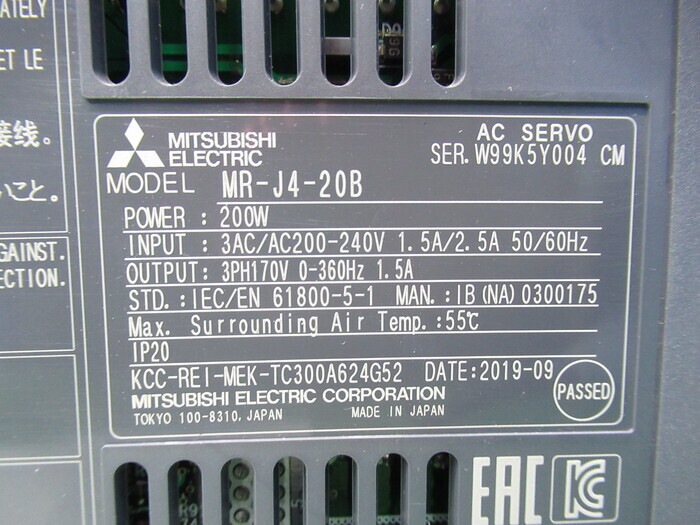 ATELY
ET LE
接线。
いこと。
GAINST.
CTION.
MITSUBISHI
ELECTRIC
AC SERVO
SER. W99K5Y004 CM
MODEL MR-J4-20B
POWER : 200W
INPUT : 3AC/AC200-240V 1.5A/2.5A 50/60Hz
OUTPUT: 3PH170V 0-360Hz 1.5A
STD. : IEC/EN 61800-5-1 MAN. : IB (NA) 0300175
Max. Surrounding Air Temp. :55℃
IP20
KCC-REI-MEK-TC300A624G52 DATE:2019-09
PASSED
MITSUBISHI ELECTRIC CORPORATION
TOKYO 100-8310, JAPAN MADE IN JAPAN
EAC